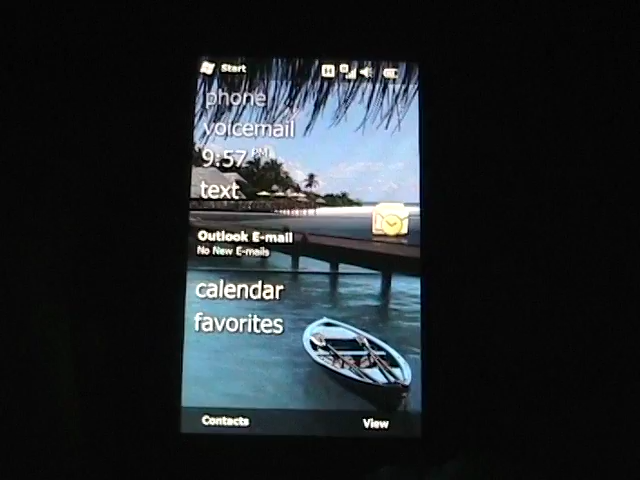 Start
phone
voicemail
9:57 PM
text
Outlook E-mail
No New E-mails
calendar
favorites
Contacts
View